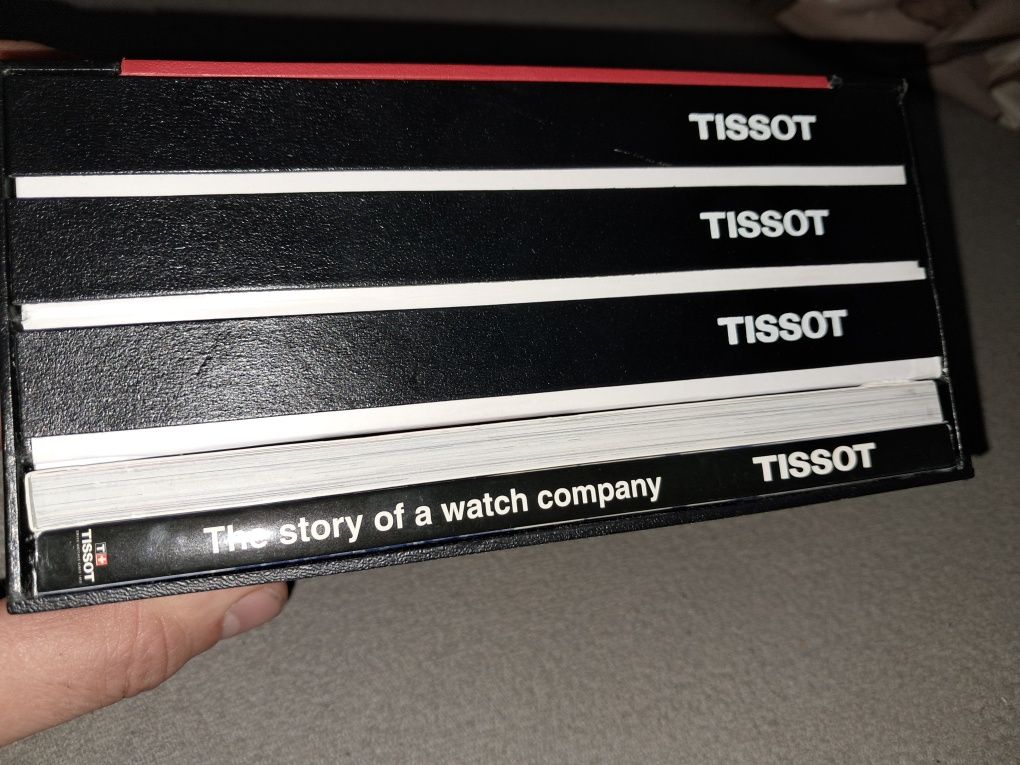 TISSOT
TISSOT
TISSOT
The story of a watch company TISSOT
T+
TISSOT